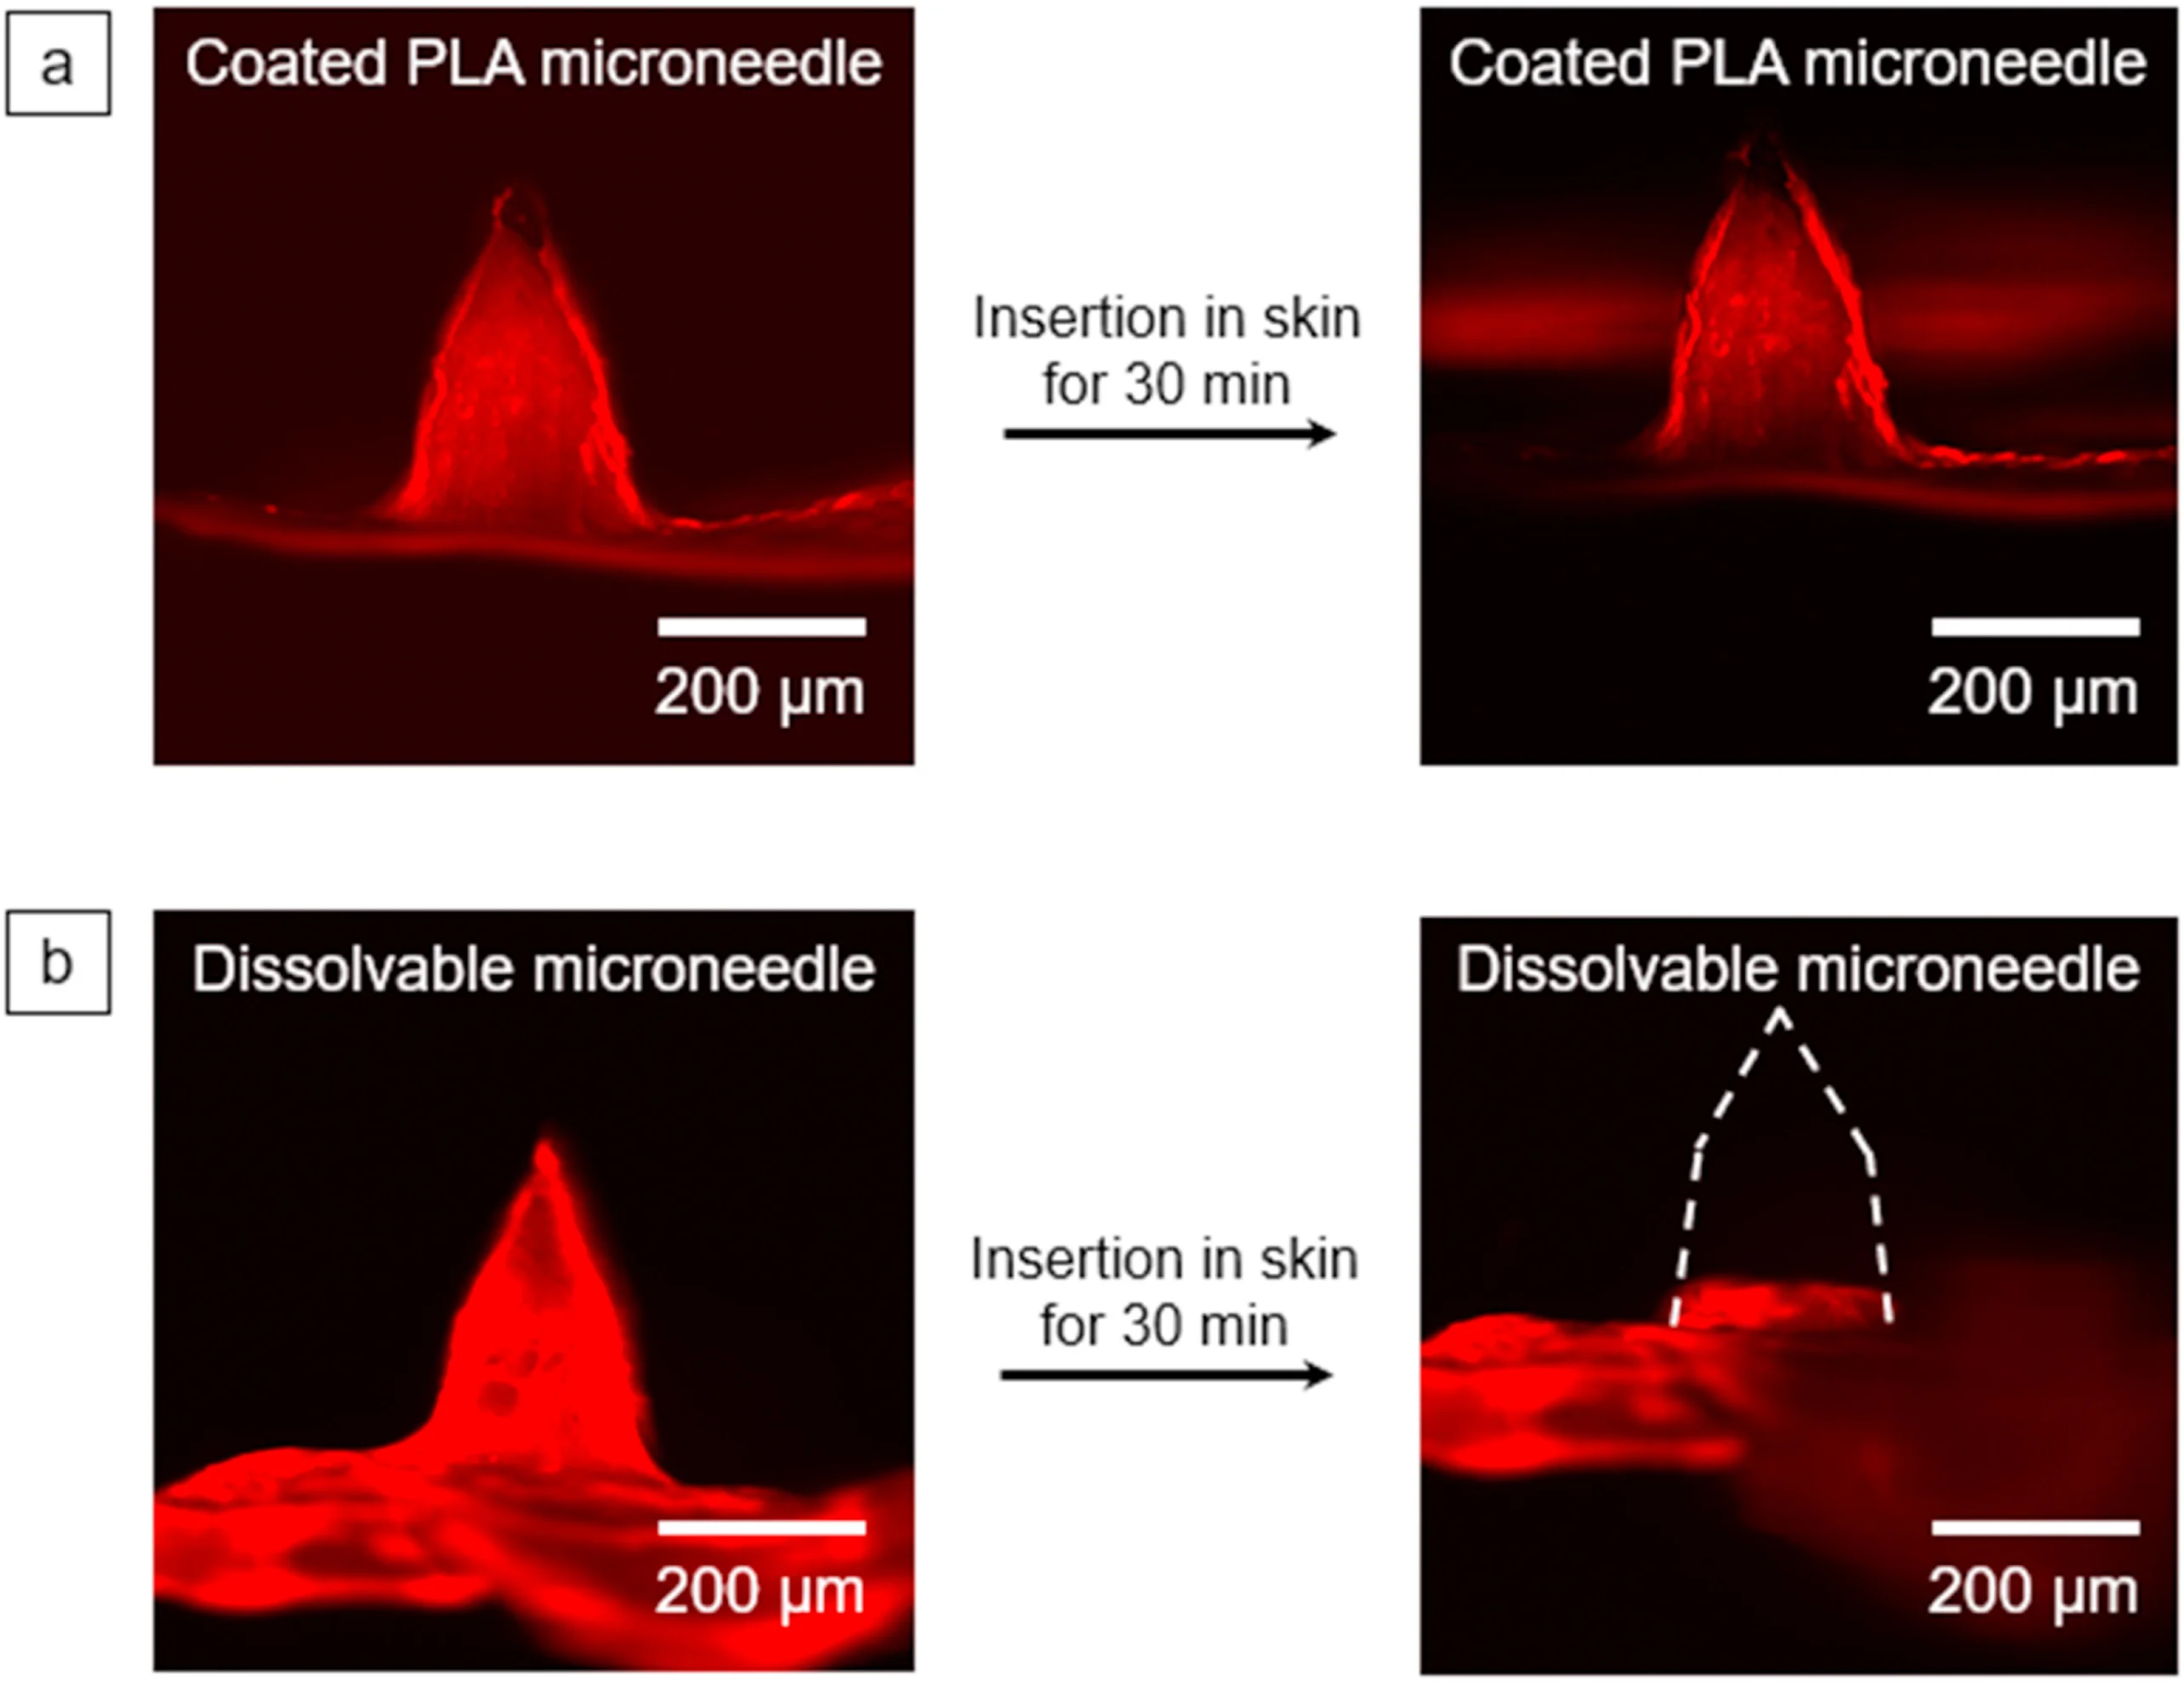 a
Coated PLA microneedle
Coated PLA microneedle
Insertion in skin
for 30 min
200 µm
200 µm
b
Dissolvable microneedle
Dissolvable microneedle
Insertion in skin
for 30 min
200 µm
200 µm